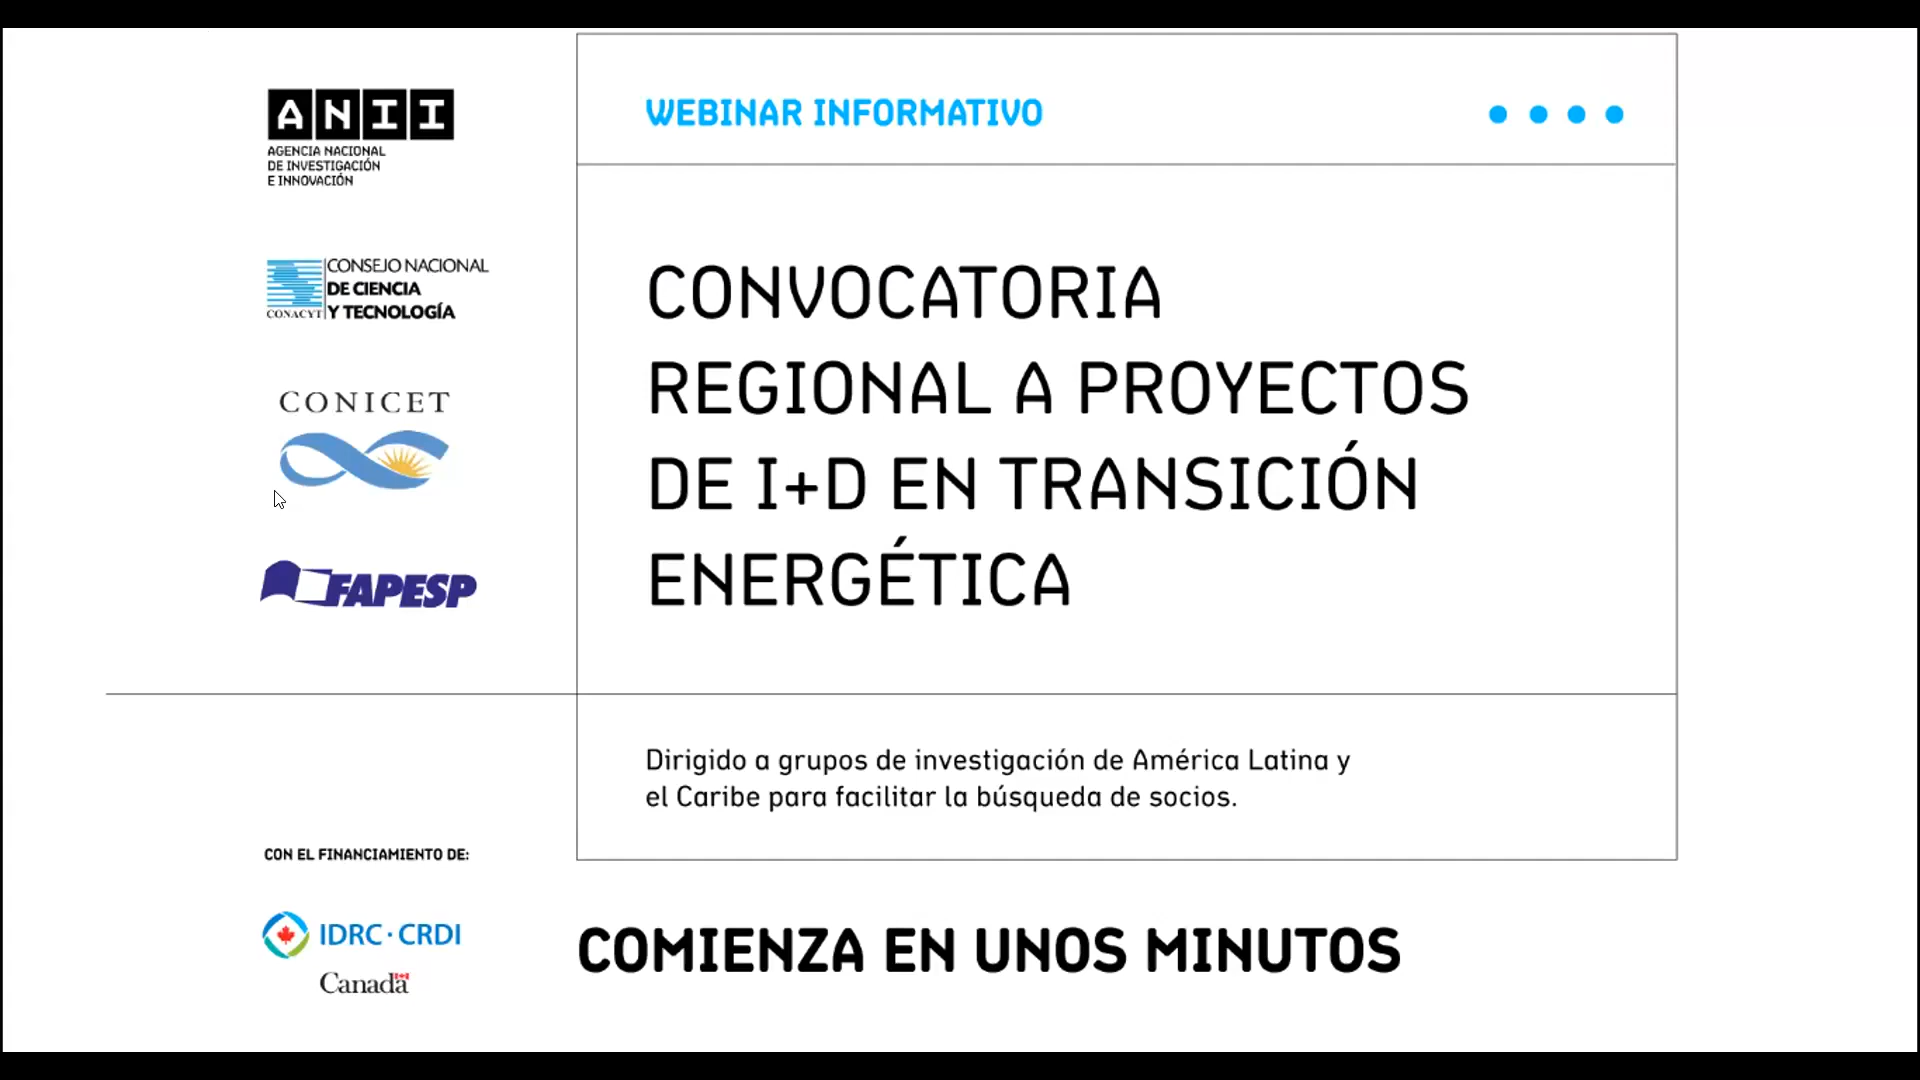 ANII
AGENCIA NACIONAL
DE INVESTIGACIÓN
E INNOVACIÓN
CONSEJO NACIONAL
DE CIENCIA
CONACYT Y TECNOLOGÍA
CONICET
FAPESP
WEBINAR INFORMATIVO
CONVOCATORIA
REGIONAL A PROYECTOS
DE I+D EN TRANSICIÓN
ENERGÉTICA
Dirigido a grupos de investigación de América Latina y
el Caribe para facilitar la búsqueda de socios.
CON EL FINANCIAMIENTO DE:
IDRC · CRDI
Canada
COMIENZA EN UNOS MINUTOS